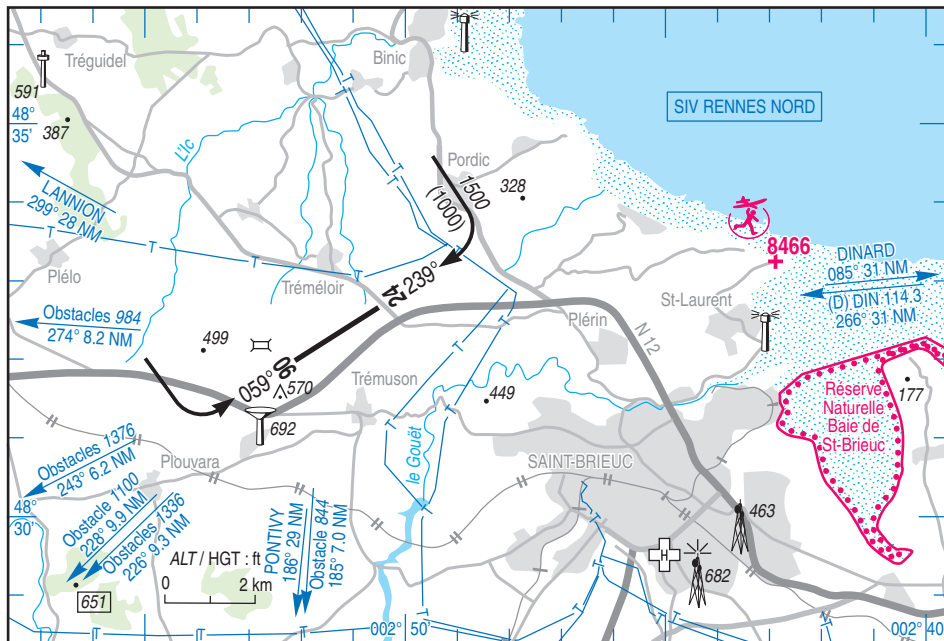 Tréguidel
Binic
591
48°
35'
387
SIV RENNES NORD
L'Ic
Pordic
1500
(1000)
328
LANNION
299° 28 NM
8466
DINARD
085° 31 NM
(D) DIN 114.3
266° 31 NM
Plélo
Tréméloir
239°
24
St-Laurent
Obstacles 984
274° 8.2 NM
Plérin
N 12
499
06
059°
570
Trémuson
449
692
177
Réserve
Naturelle
Baie de
St-Brieuc
Plouvara
le Gouët
SAINT-BRIEUC
Obstacles 1376
243° 6.2 NM
48°
30'
Obstacle 1100
228° 9.9 NM
Obstacles 1336
226° 9.3 NM
PONTIVY
186° 29 NM
Obstacle 844
185° 7.0 NM
463
H
682
ALT / HGT : ft
0 2 km
651
002° 50'
002° 40'